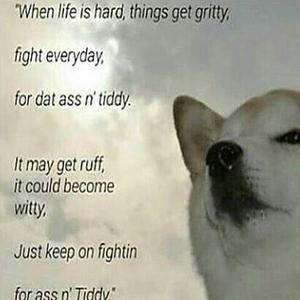 "When life is hard, things get gritty,
fight everyday,
for dat ass n' tiddy.
It may get ruff,
it could become
witty,
Just keep on fightin
for ass n' Tiddy."